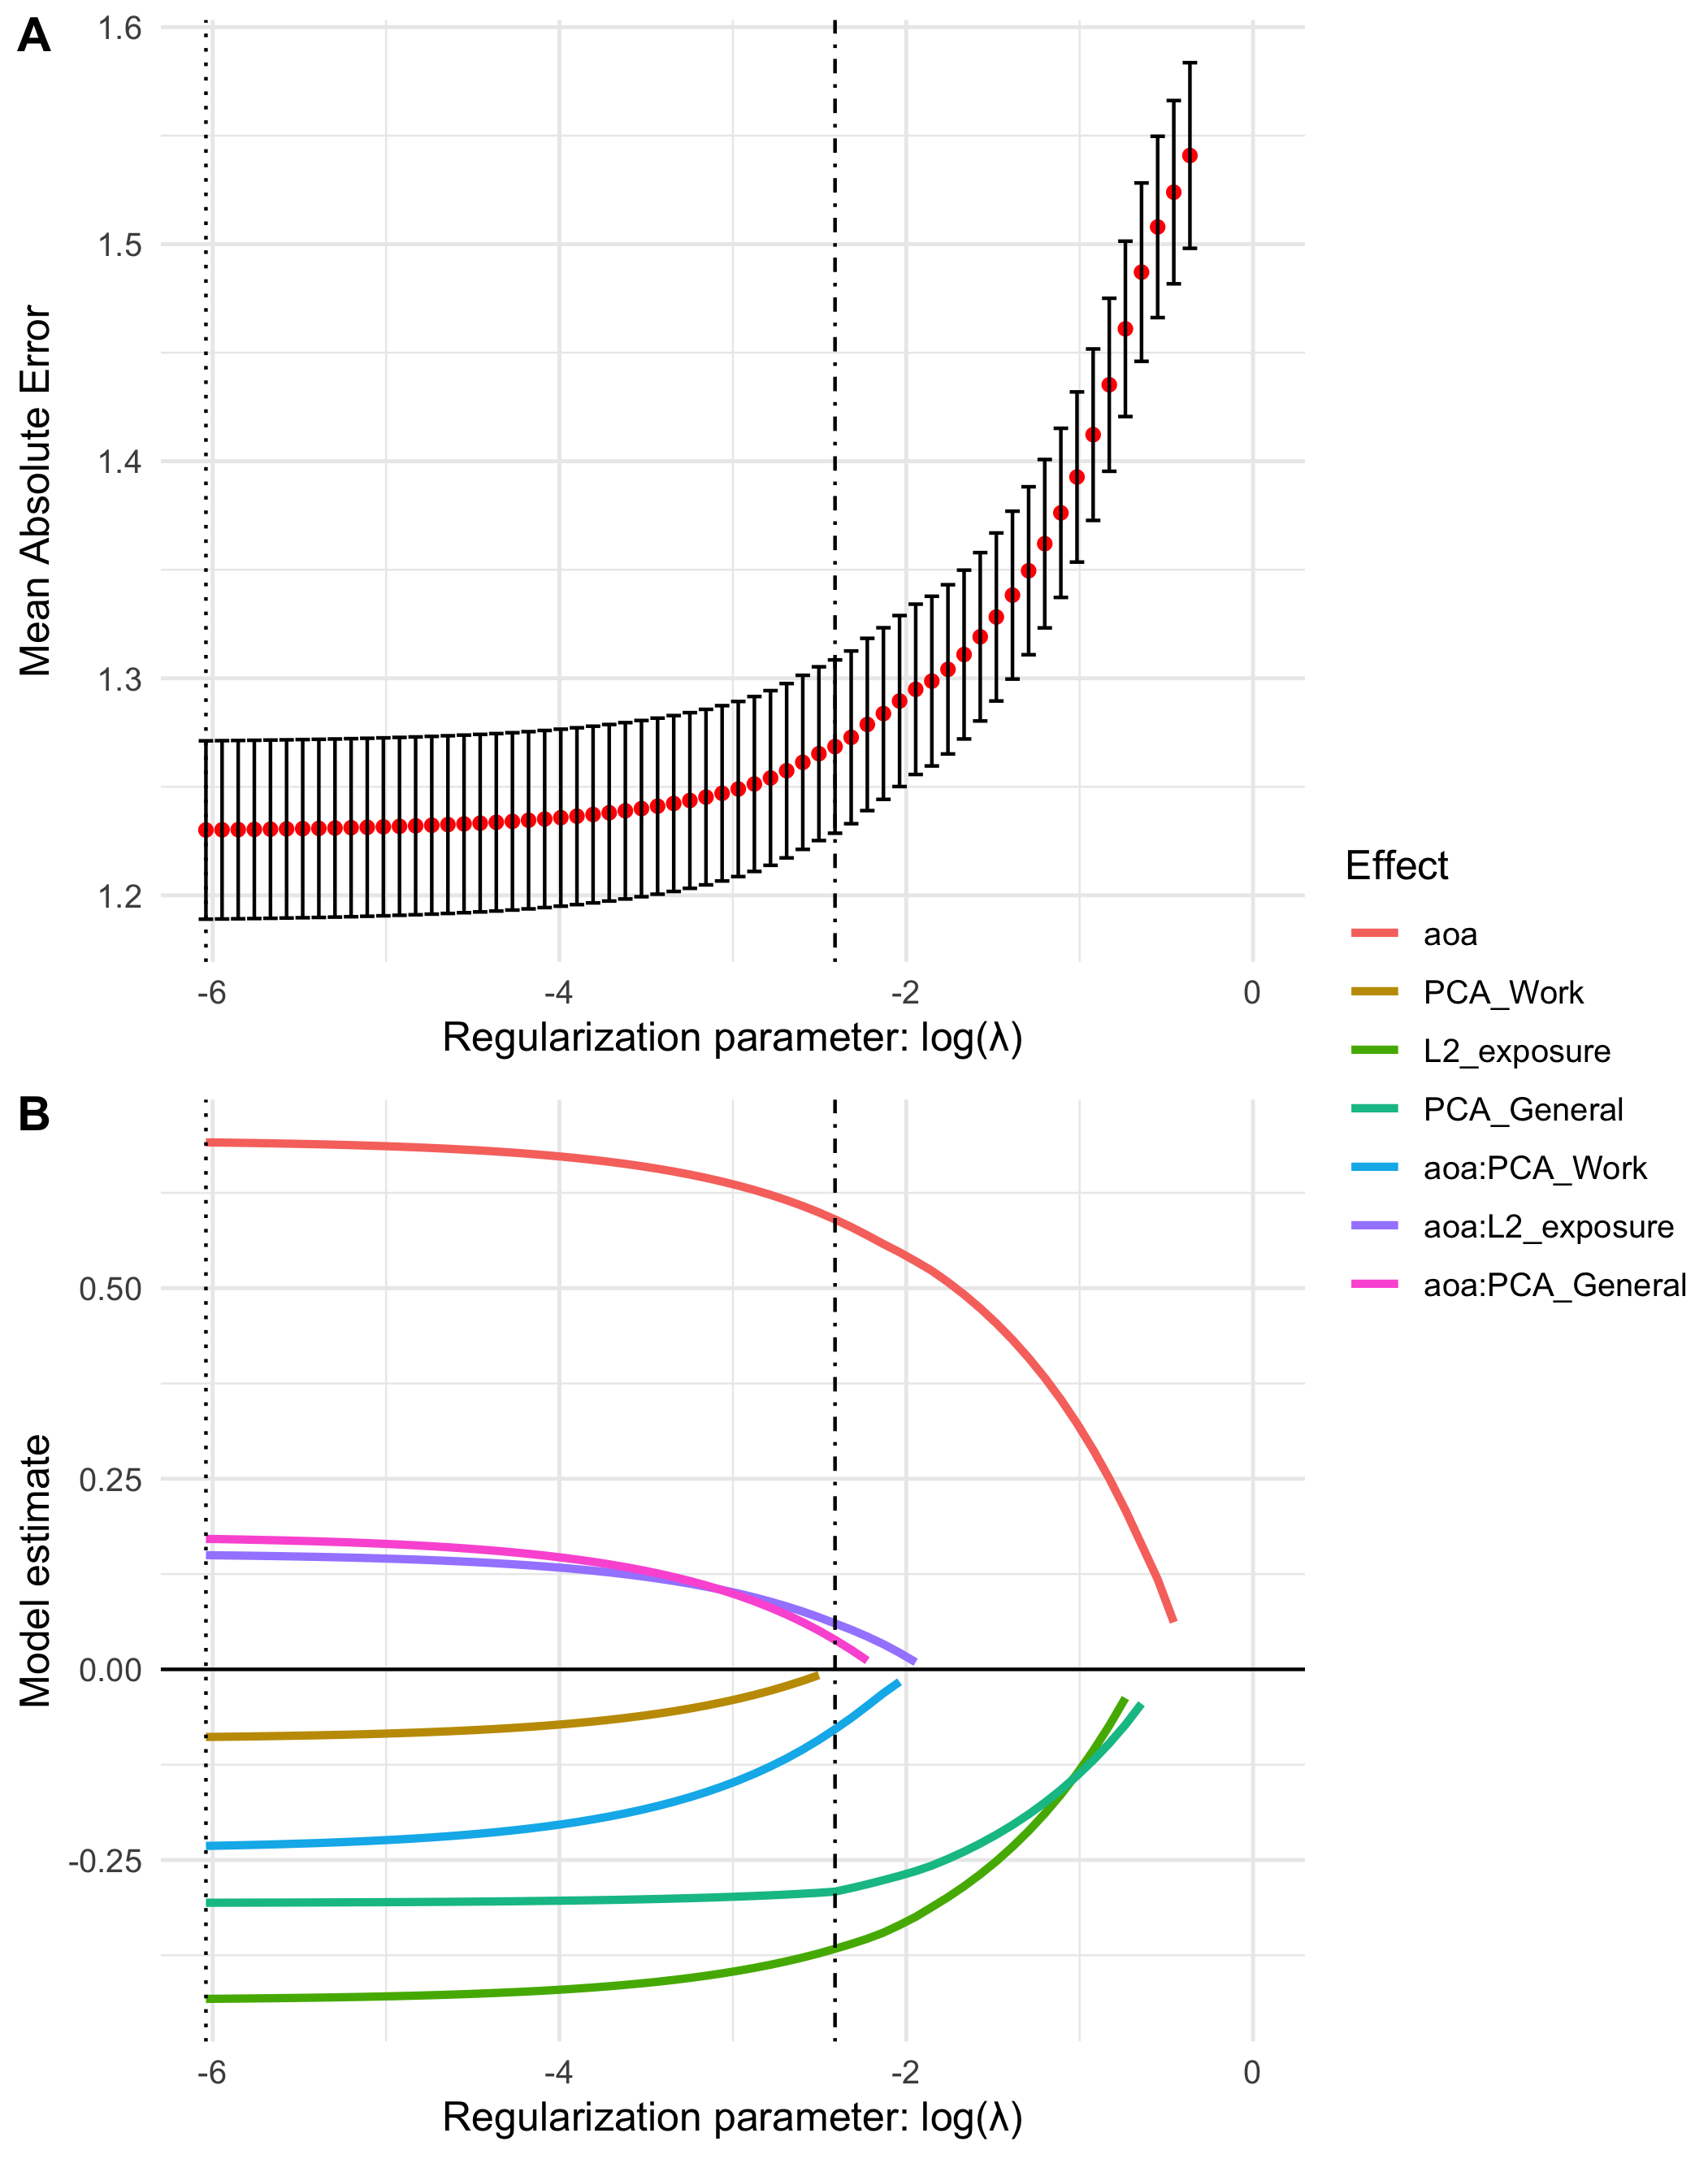 A
1.6
1.5
1.4
1.3
1.2
Mean Absolute Error
-6 -4 -2 0
Regularization parameter: log(λ)
Effect
aoa
PCA_Work
L2_exposure
PCA_General
aoa:PCA_Work
aoa:L2_exposure
aoa:PCA_General
B
0.50
0.25
0.00
-0.25
Model estimate
-6 -4 -2 0
Regularization parameter: log(λ)